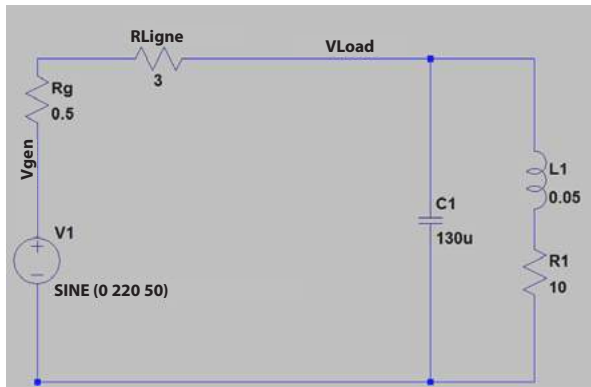 RLigne
3
VLoad
Rg
0.5
Vgen
V1
SINE (0 220 50)
C1
130u
L1
0.05
R1
10